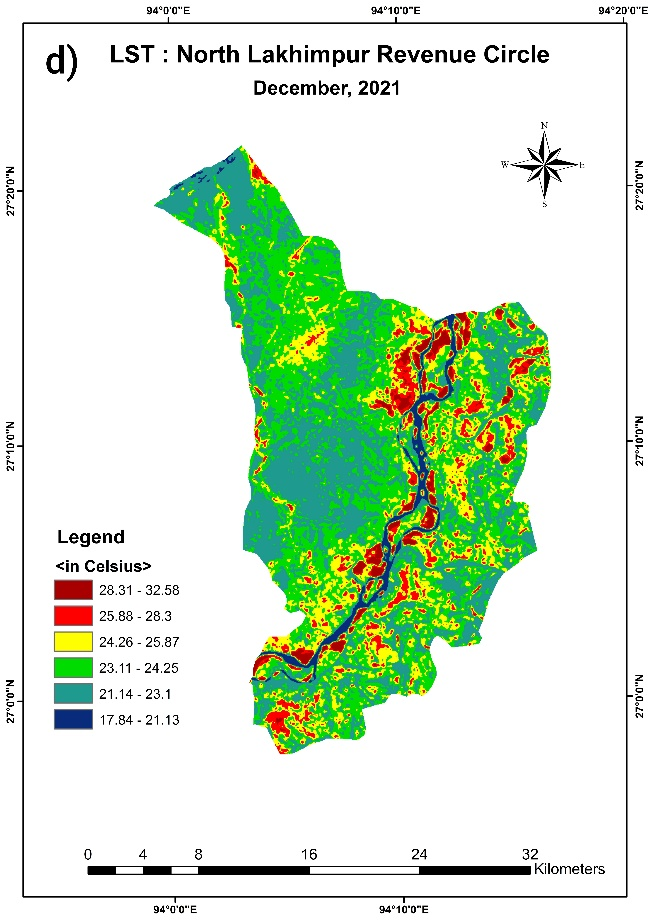 94°0'0"E 94°10'0"E 94°20'0"E
d) LST : North Lakhimpur Revenue Circle
December, 2021
N
W E
S
27°20'0"N 27°20'0"N
27°10'0"N 27°10'0"N
Legend
<in Celsius>
28.31 - 32.58
25.88 - 28.3
24.26 - 25.87
23.11 - 24.25
21.14 - 23.1
17.84 - 21.13
27°0'0"N 27°0'0"N
0 4 8 16 24 32
Kilometers
94°0'0"E 94°10'0"E